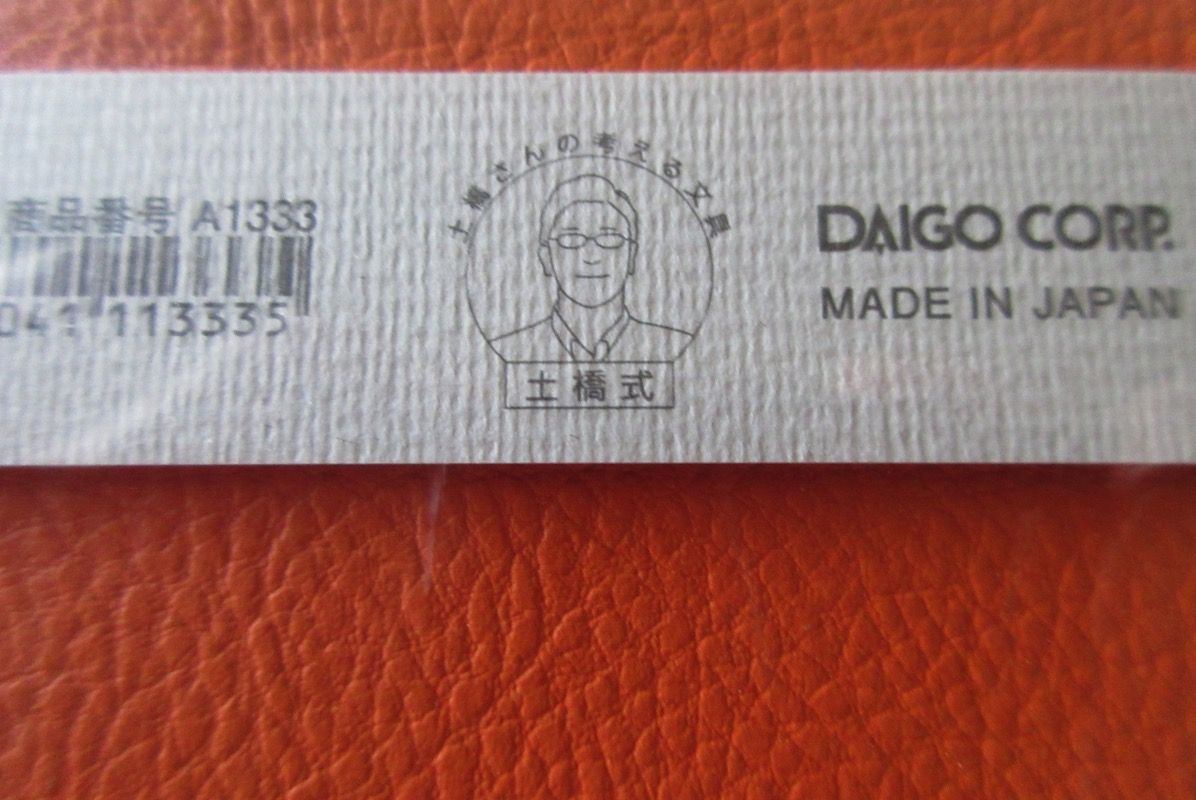 商品番号 A1333
041 113335
土橋さんの考える文具
土橋式
DAIGO CORP.
MADE IN JAPAN